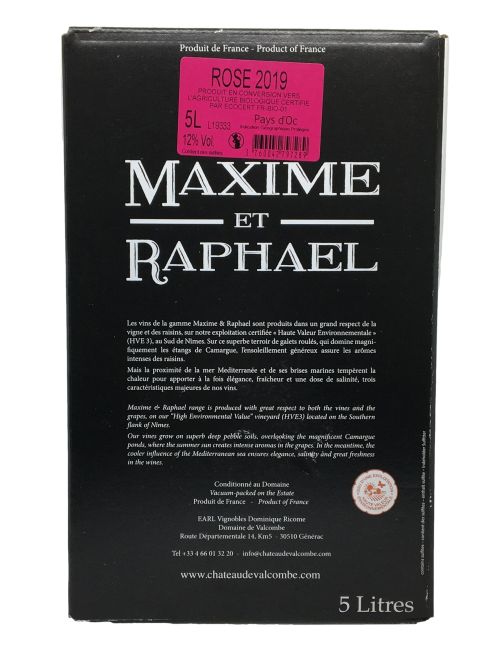 Produit de France - Product of France
ROSE 2019
PRODUIT EN CONVERSION VERS
L'AGRIGULTURE BIOLOGIQUE CERTIFIE
PAR ECOCERT FR-BIO-01
5L L19333 Pays d'Oc
Indication Géographique Protégée
12% Vol.
Contient des sulfites
MAXIME
ET
RAPHAEL
Les vins de la gamme Maxime & Raphael sont produits dans un grand respect de la
vigne et des raisins, sur notre exploitation certifiée « Haute Valeur Environnementale »
(HVE 3), au Sud de Nîmes. Sur ce superbe terroir de galets roulés, qui domine magni-
fiquement les étangs de Camargue, l'ensoleillement généreux assure les arômes
intenses des raisins.
Mais la proximité de la mer Mediterranée et de ses brises marines tempèrent la
chaleur pour apporter à la fois élégance, fraîcheur et une dose de salinité, trois
caractéristiques majeures de nos vins.
Maxime & Raphael range is produced with great respect to both the vines and the
grapes, on our "High Environmental Value" vineyard (HVE3) located on the Southern
flank of Nîmes.
Our vines grow on superb deep pebble soils, overlooking the magnificent Camargue
ponds, where the summer sun creates intense aromas in the grapes. In the meantime, the
cooler influence of the Mediterranean sea ensures elegance, salinity and great freshness
in the wines.
Conditionné au Domaine
Vacuum-packed on the Estate
Produit de France - Product of France
EARL Vignobles Dominique Ricome
Domaine de Valcombe
Route Départementale 14, Km5 - 30510 Générac
Tel +33 4 66 01 32 20 - info@chateaudevalcombe.com
www.chateaudevalcombe.com
5 Litres